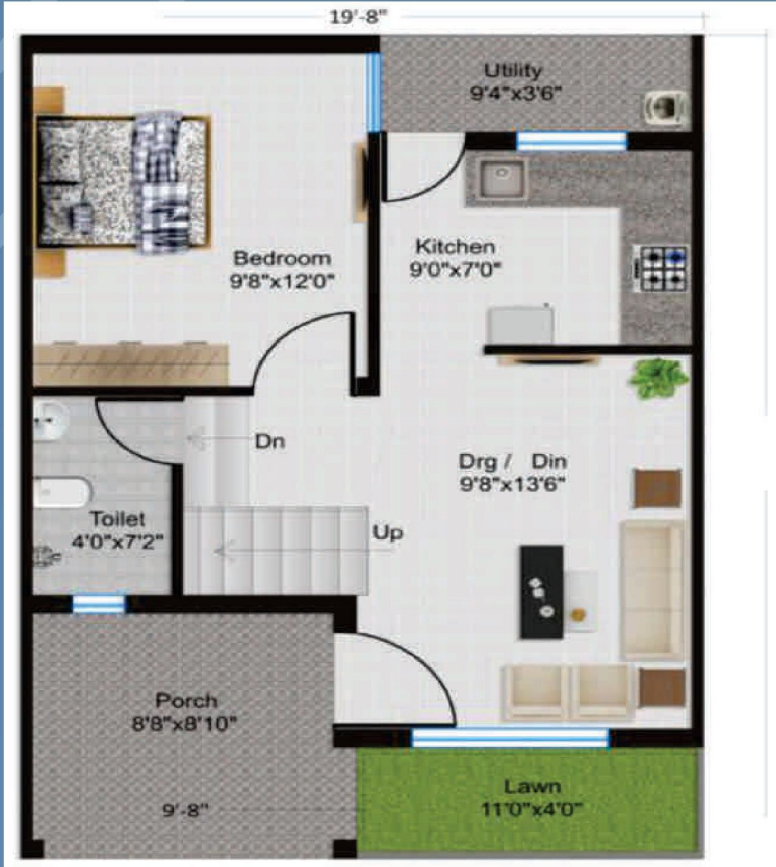 19'-8"
Utility
9'4"x3'6"
Kitchen
9'0"x7'0"
Bedroom
9'8"x12'0"
Dn
Drg / Din
9'8"x13'6"
Toilet
4'0"x7'2"
Up
Porch
8'8"x8'10"
9'-8"
Lawn
11'0"x4'0"